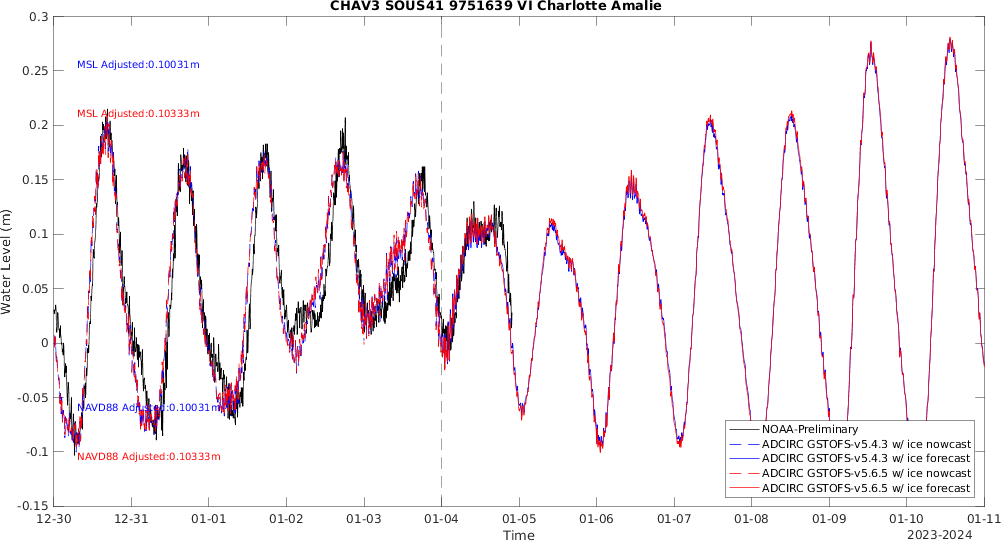 CHAV3 SOUS41 9751639 VI Charlotte Amalie
0.3
0.25
0.2
0.15
0.1
0.05
0
-0.05
-0.1
-0.15
Water Level (m)
MSL Adjusted:0.10031m
MSL Adjusted:0.10333m
NAVD88 Adjusted:0.10031m
NAVD88 Adjusted:0.10333m
NOAA-Preliminary
ADCIRC GSTOFS-v5.4.3 w/ ice nowcast
ADCIRC GSTOFS-v5.4.3 w/ ice forecast
ADCIRC GSTOFS-v5.6.5 w/ ice nowcast
ADCIRC GSTOFS-v5.6.5 w/ ice forecast
12-30 12-31 01-01 01-02 01-03 01-04 01-05 01-06 01-07 01-08 01-09 01-10 01-11
Time
2023-2024